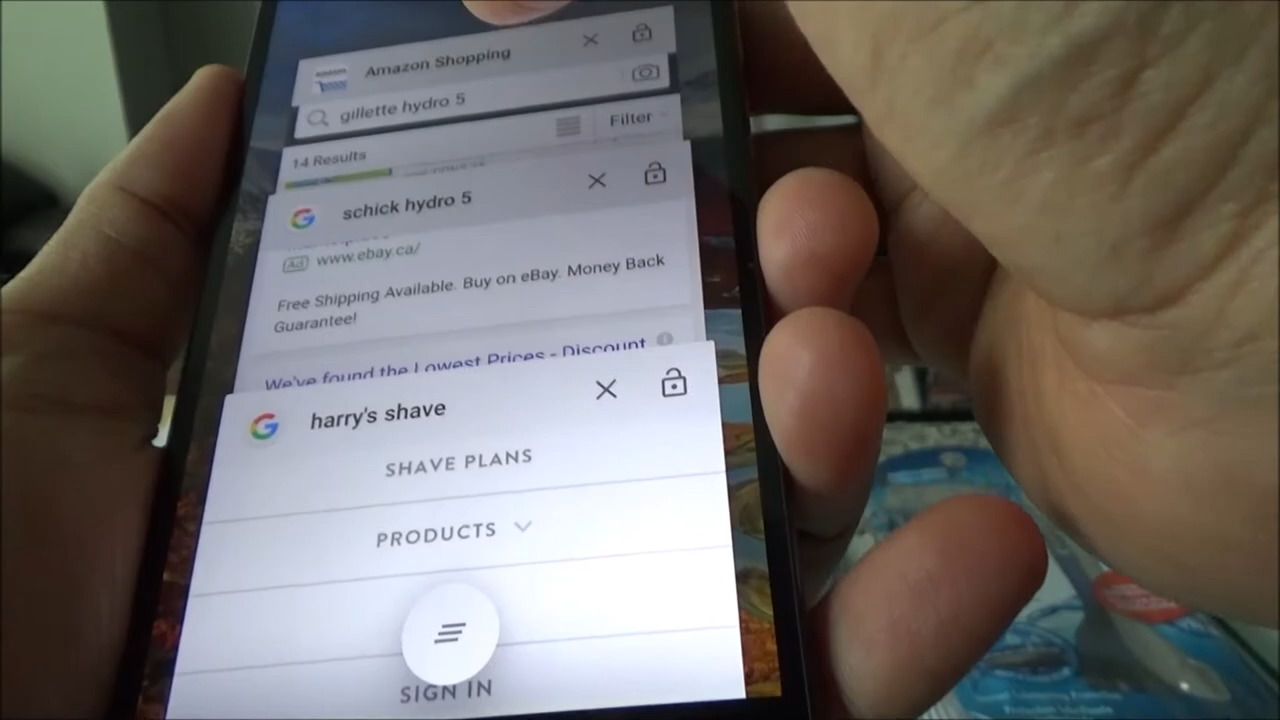 Amazon Shopping
gillette hydro 5
Filter
14 Results
schick hydro 5
Ad www.ebay.ca/
Free Shipping Available. Buy on eBay. Money Back
Guarantee!
We've found the Lowest Prices - Discount
harry's shave
SHAVE PLANS
PRODUCTS
SIGN IN